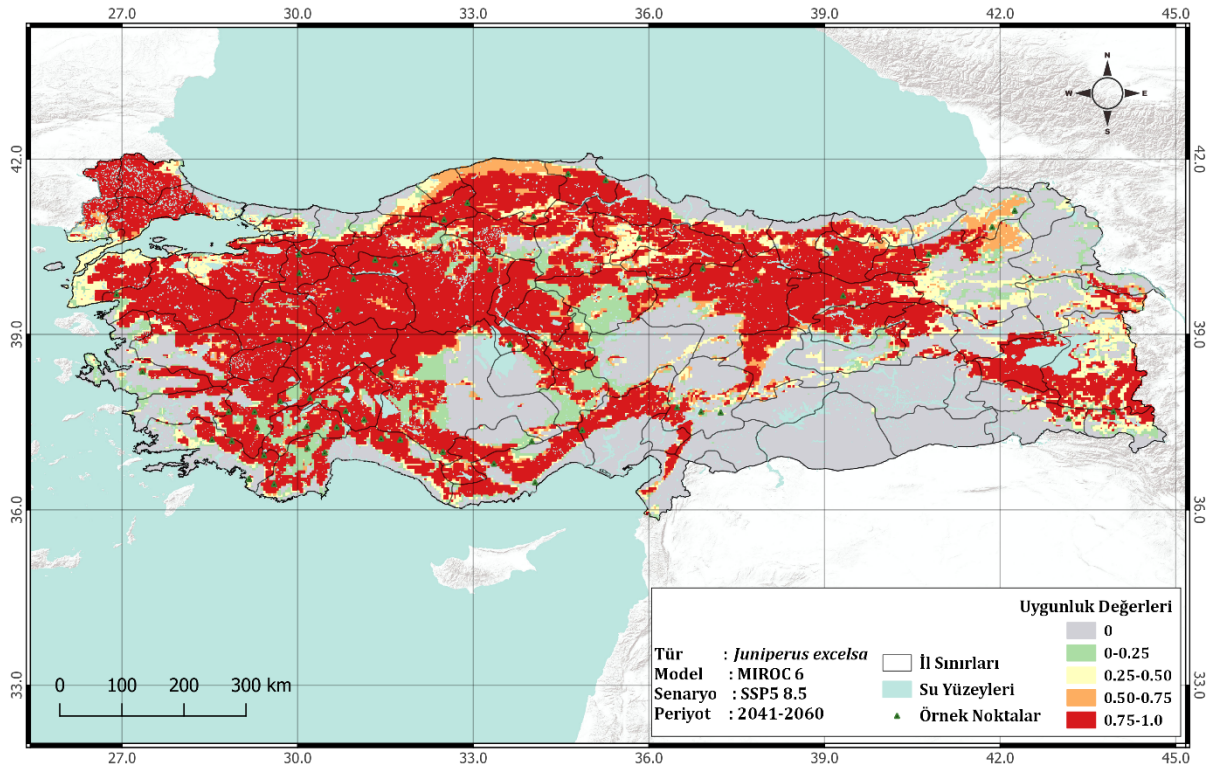 27.0 30.0 33.0 36.0 39.0 42.0 45.0
N
W E
S
42.0 42.0
39.0 39.0
36.0 36.0
33.0 33.0
Uygunluk Değerleri
0
0-0.25
0.25-0.50
0.50-0.75
0.75-1.0
Tür : Juniperus excelsa
Model : MIROC 6
Senaryo : SSP5 8.5
Periyot : 2041-2060
İl Sınırları
Su Yüzeyleri
Örnek Noktalar
0 100 200 300 km
27.0 30.0 33.0 36.0 39.0 42.0 45.0